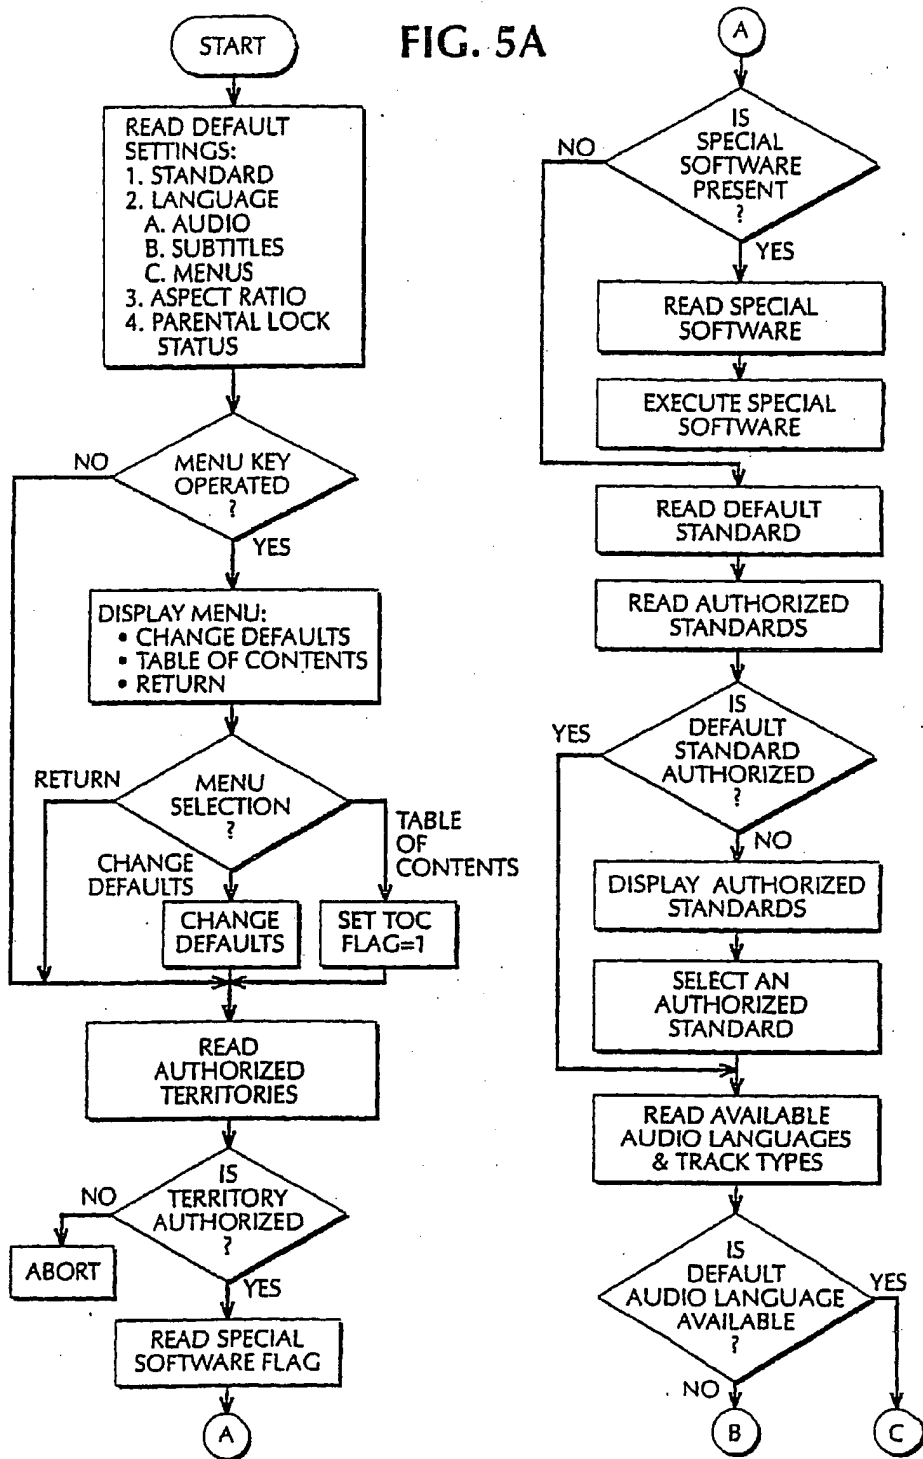 FIG. 5A
START
READ DEFAULT
SETTINGS:
1. STANDARD
2. LANGUAGE
A. AUDIO
B. SUBTITLES
C. MENUS
3. ASPECT RATIO
4. PARENTAL LOCK
STATUS
MENU KEY
OPERATED
?
NO
YES
DISPLAY MENU:
• CHANGE DEFAULTS
• TABLE OF CONTENTS
• RETURN
MENU
SELECTION
?
RETURN
CHANGE
DEFAULTS
TABLE
OF
CONTENTS
CHANGE
DEFAULTS
SET TOC
FLAG=1
READ
AUTHORIZED
TERRITORIES
IS
TERRITORY
AUTHORIZED
?
NO
ABORT
YES
READ SPECIAL
SOFTWARE FLAG
A
A
IS
SPECIAL
SOFTWARE
PRESENT
?
NO
YES
READ SPECIAL
SOFTWARE
EXECUTE SPECIAL
SOFTWARE
READ DEFAULT
STANDARD
READ AUTHORIZED
STANDARDS
IS
DEFAULT
STANDARD
AUTHORIZED
?
YES
NO
DISPLAY AUTHORIZED
STANDARDS
SELECT AN
AUTHORIZED
STANDARD
READ AVAILABLE
AUDIO LANGUAGES
& TRACK TYPES
IS
DEFAULT
AUDIO LANGUAGE
AVAILABLE
?
YES
NO
B
C